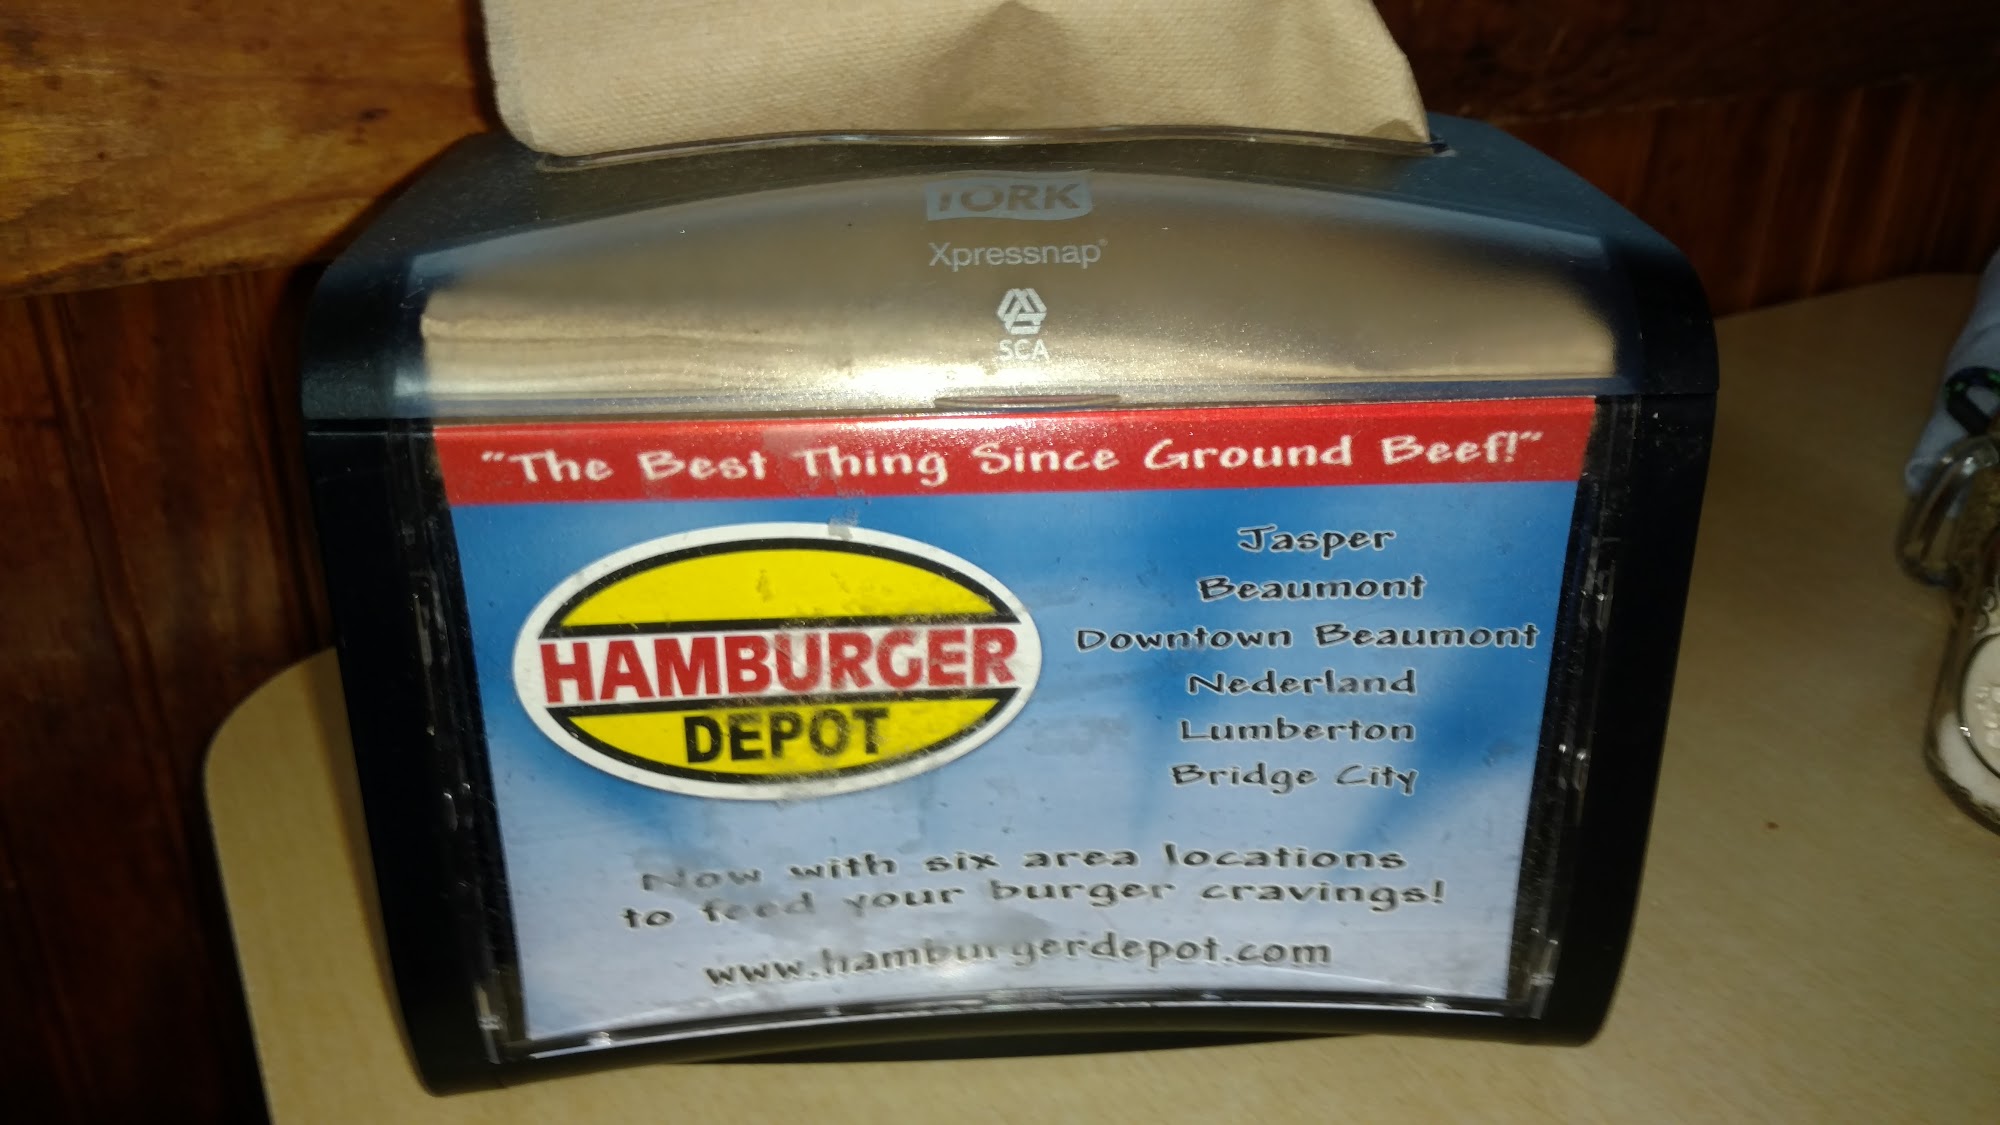 TORK
Xpressnap®
SCA
"The Best Thing Since Ground Beef!"
HAMBURGER
DEPOT
Jasper
Beaumont
Downtown Beaumont
Nederland
Lumberton
Bridge City
Now with six area locations
to feed your burger cravings!
www.hamburgerdepot.com